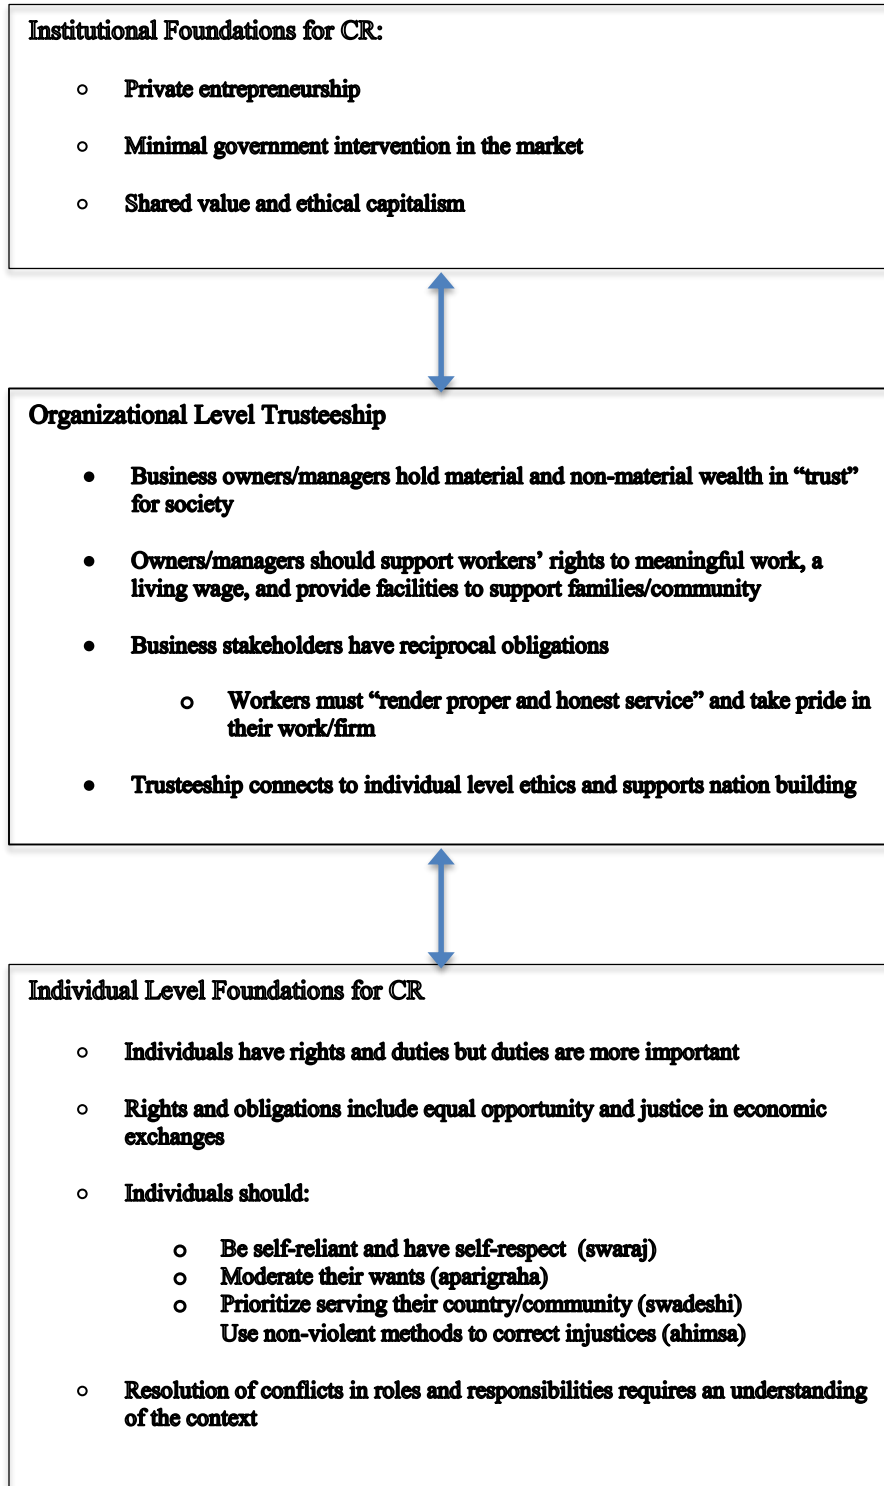 Institutional Foundations for CR:
○ Private entrepreneurship
○ Minimal government intervention in the market
○ Shared value and ethical capitalism
Organizational Level Trusteeship
● Business owners/managers hold material and non-material wealth in “trust”
for society
● Owners/managers should support workers’ rights to meaningful work, a
living wage, and provide facilities to support families/community
● Business stakeholders have reciprocal obligations
○ Workers must “render proper and honest service” and take pride in
their work/firm
● Trusteeship connects to individual level ethics and supports nation building
Individual Level Foundations for CR
○ Individuals have rights and duties but duties are more important
○ Rights and obligations include equal opportunity and justice in economic
exchanges
○ Individuals should:
○ Be self-reliant and have self-respect (swaraj)
○ Moderate their wants (aparigraha)
○ Prioritize serving their country/community (swadeshi)
Use non-violent methods to correct injustices (ahimsa)
○ Resolution of conflicts in roles and responsibilities requires an understanding
of the context